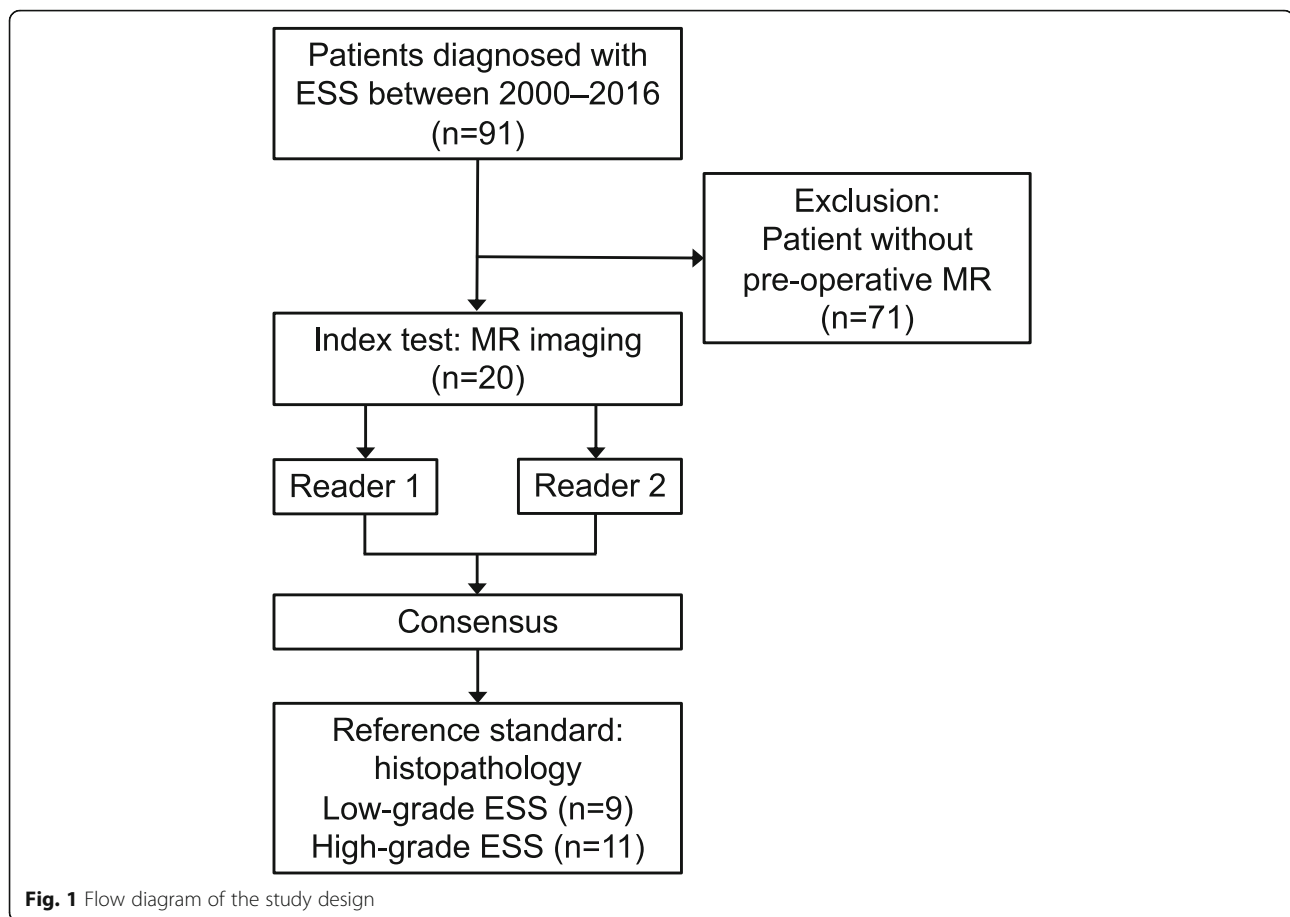 Patients diagnosed with
ESS between 2000–2016
(n=91)
Exclusion:
Patient without
pre-operative MR
(n=71)
Index test: MR imaging
(n=20)
Reader 1
Reader 2
Consensus
Reference standard:
histopathology
Low-grade ESS (n=9)
High-grade ESS (n=11)
Fig. 1 Flow diagram of the study design